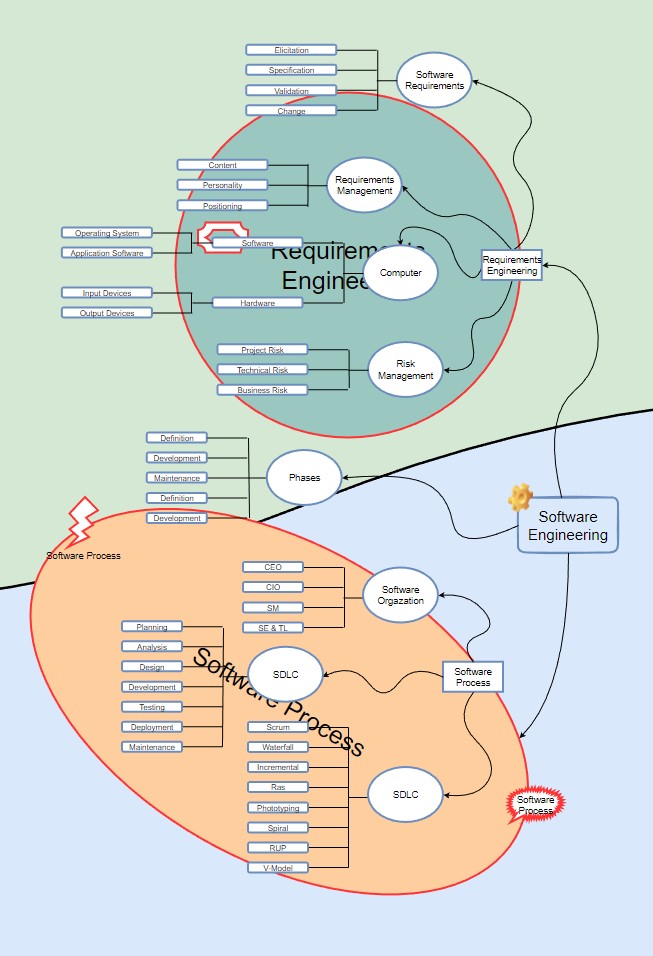 Elicitation
Specification
Validation
Change
Software
Requirements
Content
Personality
Positioning
Requirements
Management
Operating System
Application Software
Software
Requirements
Engineering
Computer
Requirements
Engineering
Input Devices
Output Devices
Hardware
Project Risk
Technical Risk
Business Risk
Risk
Management
Definition
Development
Maintenance
Definition
Development
Phases
Software
Engineering
Software Process
CEO
CIO
SM
SE & TL
Software
Orgazation
Planning
Analysis
Design
Development
Testing
Deployment
Maintenance
SDLC
Software Process
Software
Process
Scrum
Waterfall
Incremental
Ras
Phototyping
Spiral
RUP
V-Model
SDLC
Software
Process